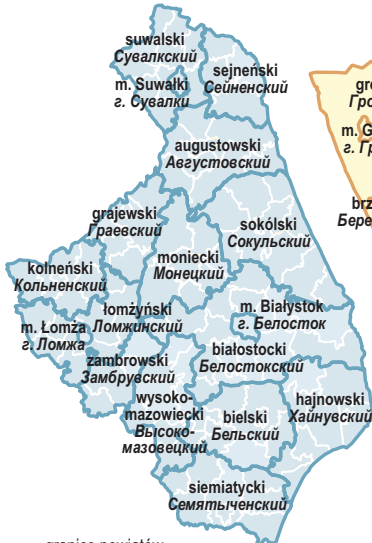 suwalski
Сувалкский
m. Suwałki
г. Сувалки
sejneński
Сейненский
augustowski
Августовский
grajewski
Граевский
moniecki
Монецкий
sokólski
Сокульский
kolneński
Кольненский
łomżyński
Ломжинский
m. Łomża
г. Ломжа
m. Białystok
г. Белосток
zambrowski
Замбрувский
białostocki
Белостокский
wysoko-
mazowiecki
Высоко-
мазовецкий
bielski
Бельский
hajnowski
Хайнувский
siemiatycki
Семятыченский